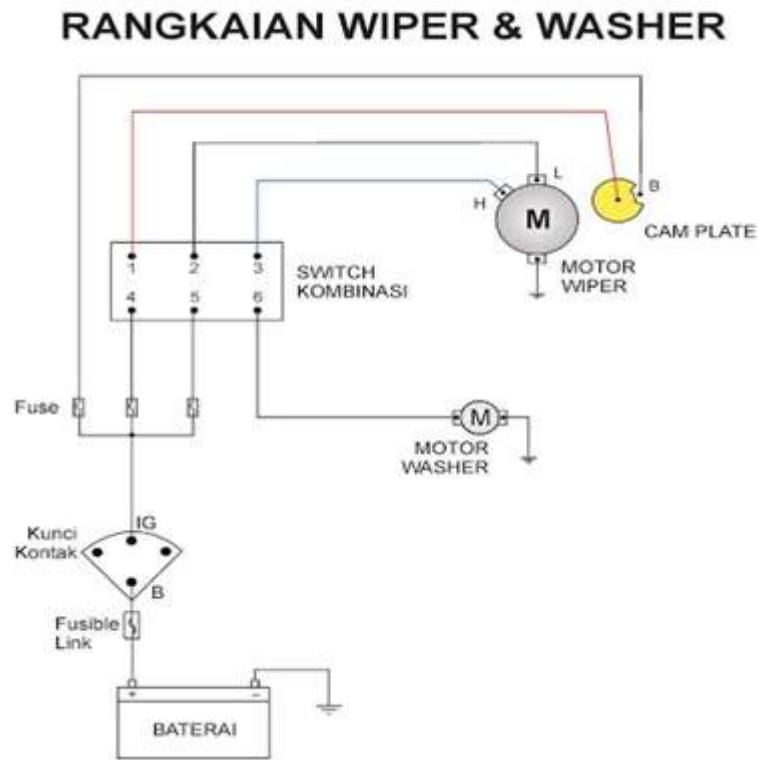 RANGKAIAN WIPER & WASHER
L
B
H
M
CAM PLATE
MOTOR
WIPER
1 2 3
4 5 6
SWITCH
KOMBINASI
Fuse
M
MOTOR
WASHER
IG
Kunci
Kontak
B
Fusible
Link
+ -
BATERAI